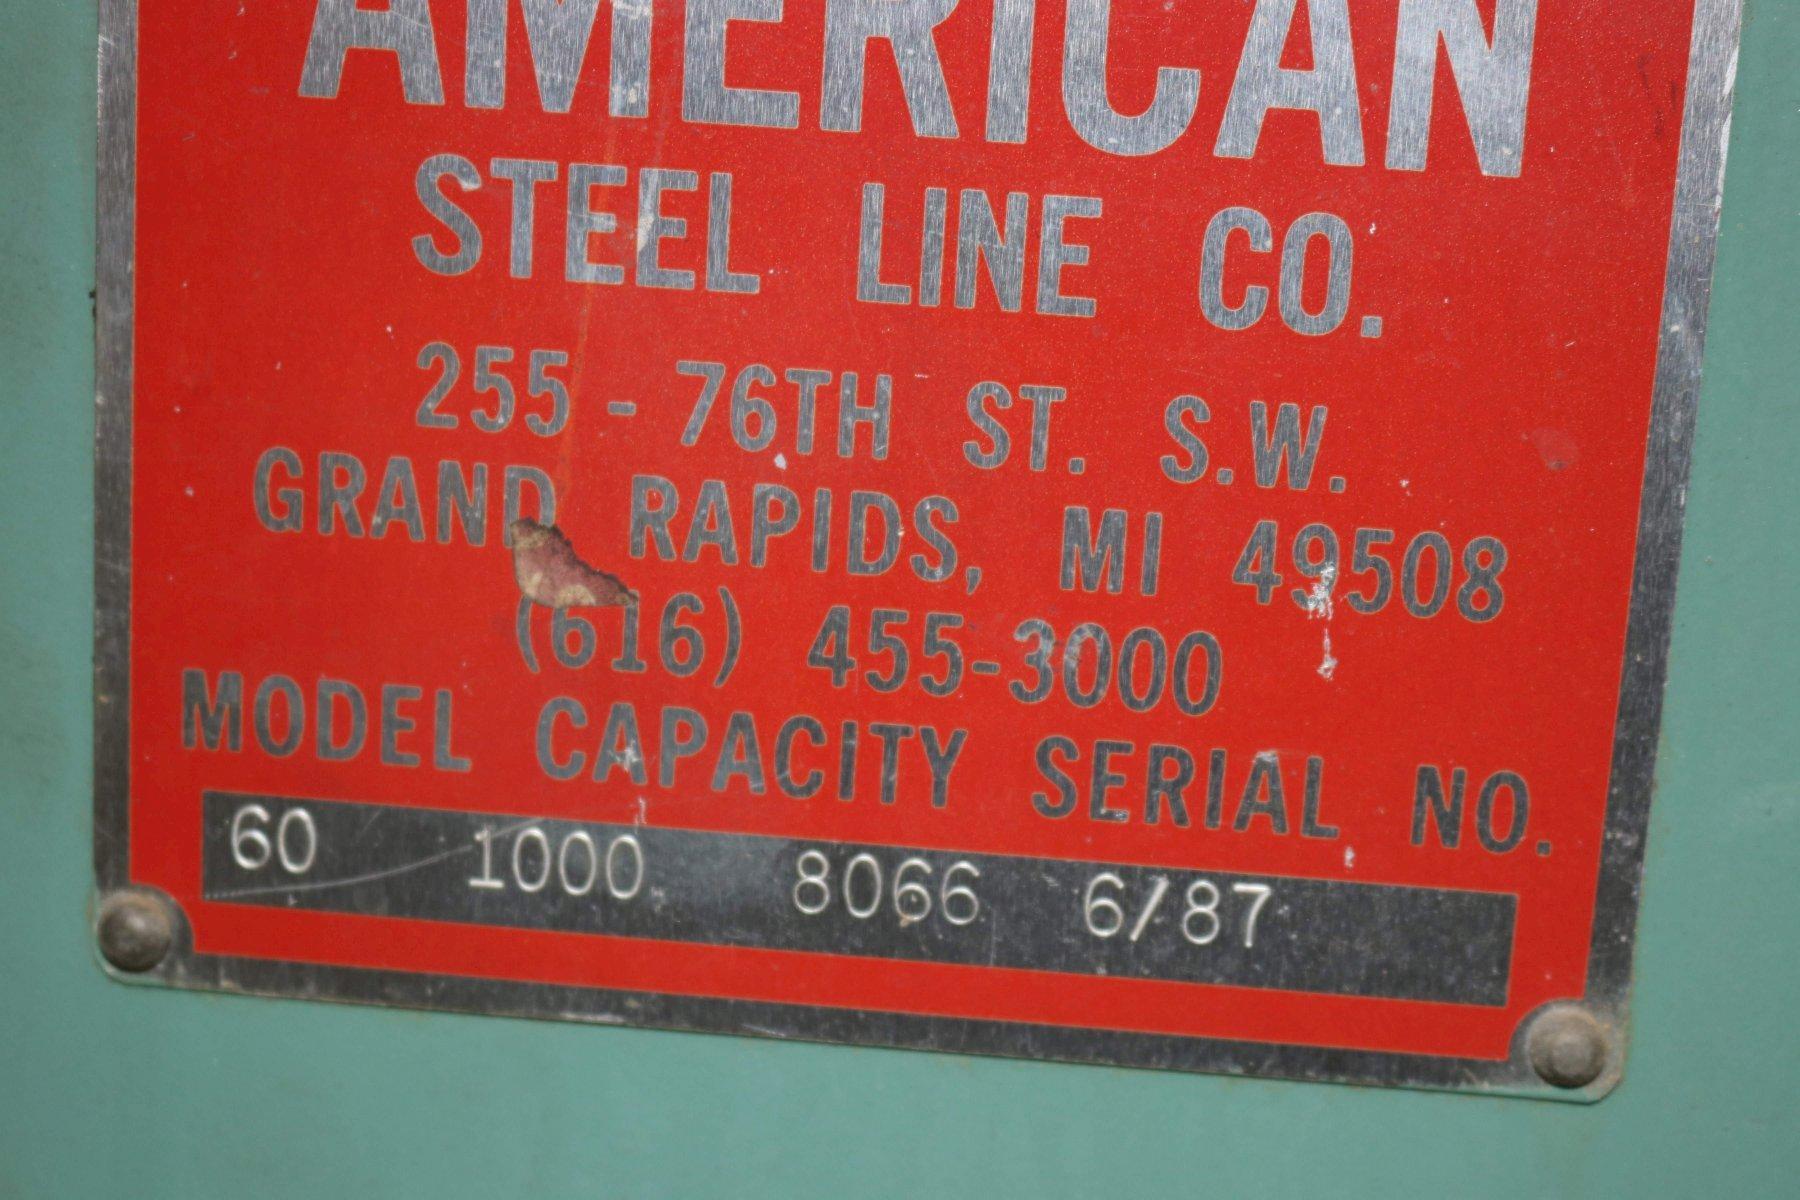 AMERICAN
STEEL LINE CO.
255 - 76TH ST. S.W.
GRAND RAPIDS, MI 49508
(616) 455-3000
MODEL CAPACITY SERIAL NO.
60 1000 8066 6/87